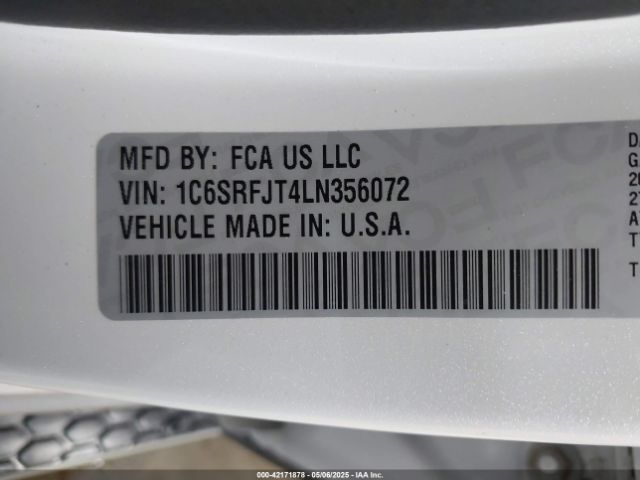 MFD BY: FCA US LLC
VIN: 1C6SRFJT4LN356072
VEHICLE MADE IN: U.S.A.
000-42171878 - 05/06/2025 - IAA Inc.